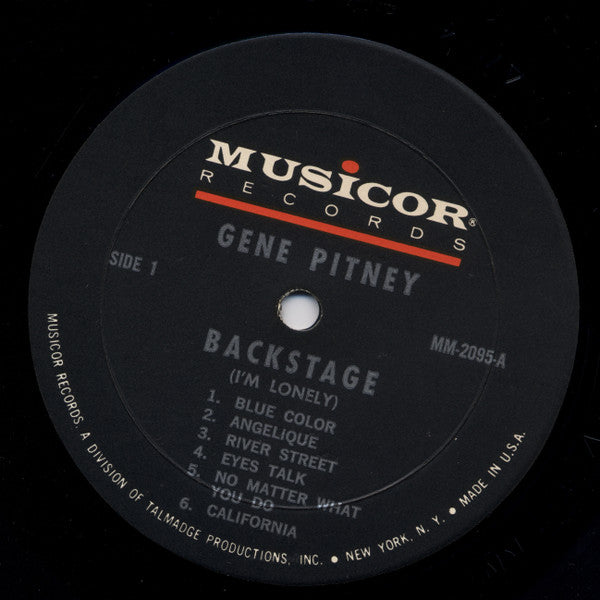 MUSICOR®
RECORDS
GENE PITNEY
SIDE 1
MM-2095-A
BACKSTAGE
(I'M LONELY)
1. BLUE COLOR
2. ANGELIQUE
3. RIVER STREET
4. EYES TALK
5. NO MATTER WHAT
YOU DO
6. CALIFORNIA
MUSICOR RECORDS. A DIVISION OF TALMADGE PRODUCTIONS, INC. ● NEW YORK, N. Y. ● MADE IN U.S.A.